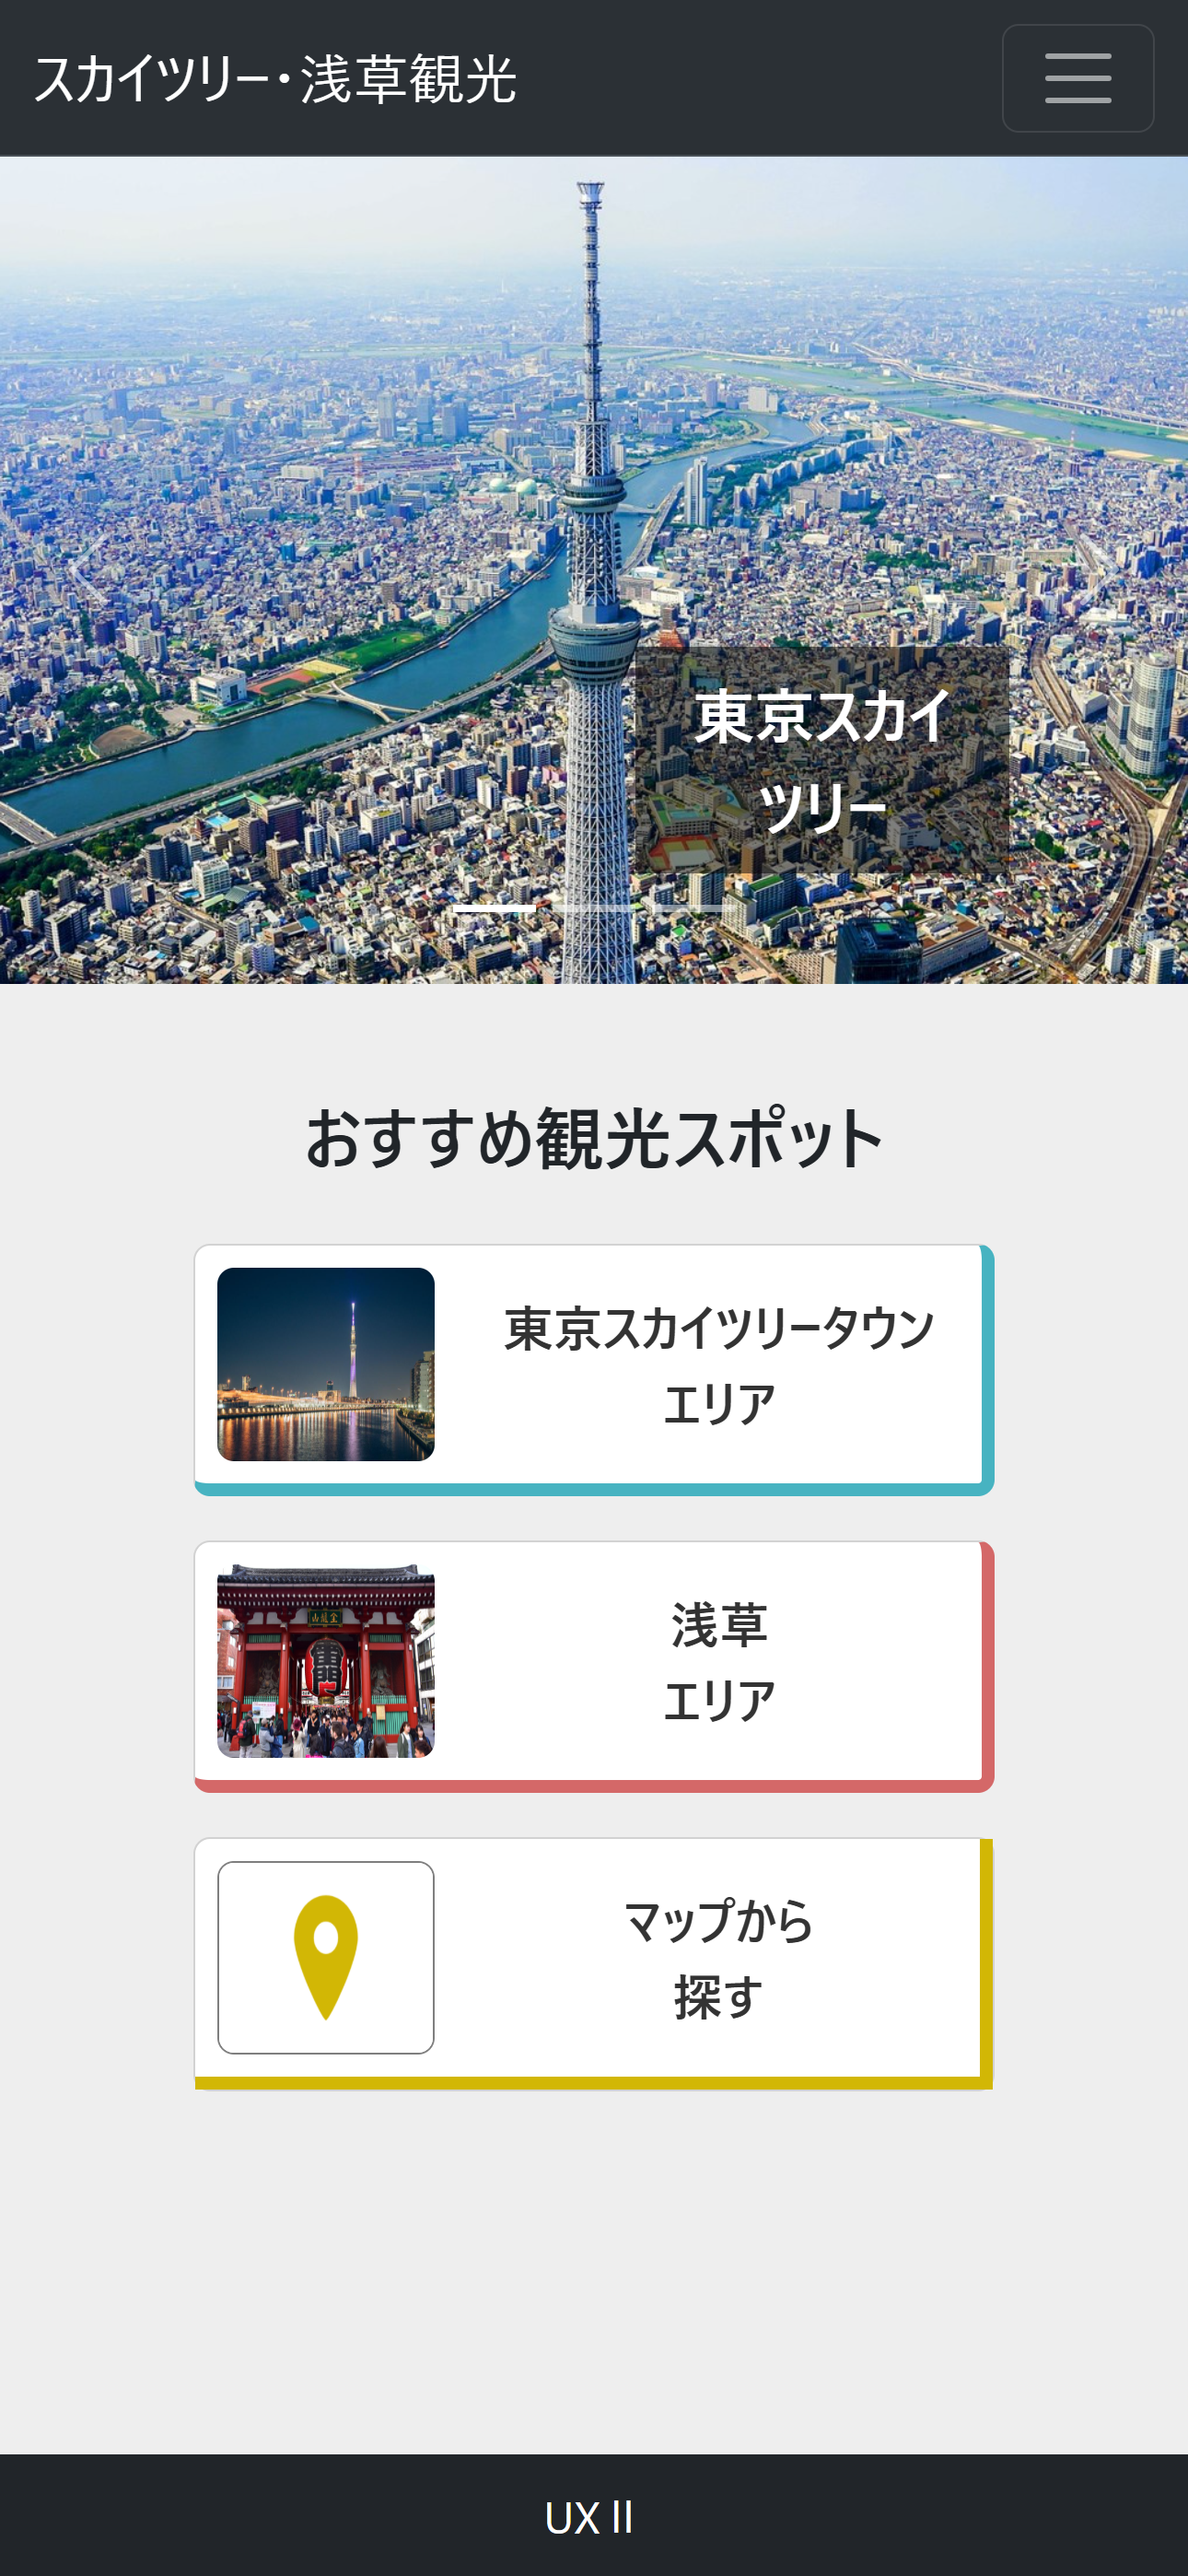 スカイツリー・浅草観光
東京スカイ
ツリー
おすすめ観光スポット
東京スカイツリータウン
エリア
浅草
エリア
マップから
探す
UX II